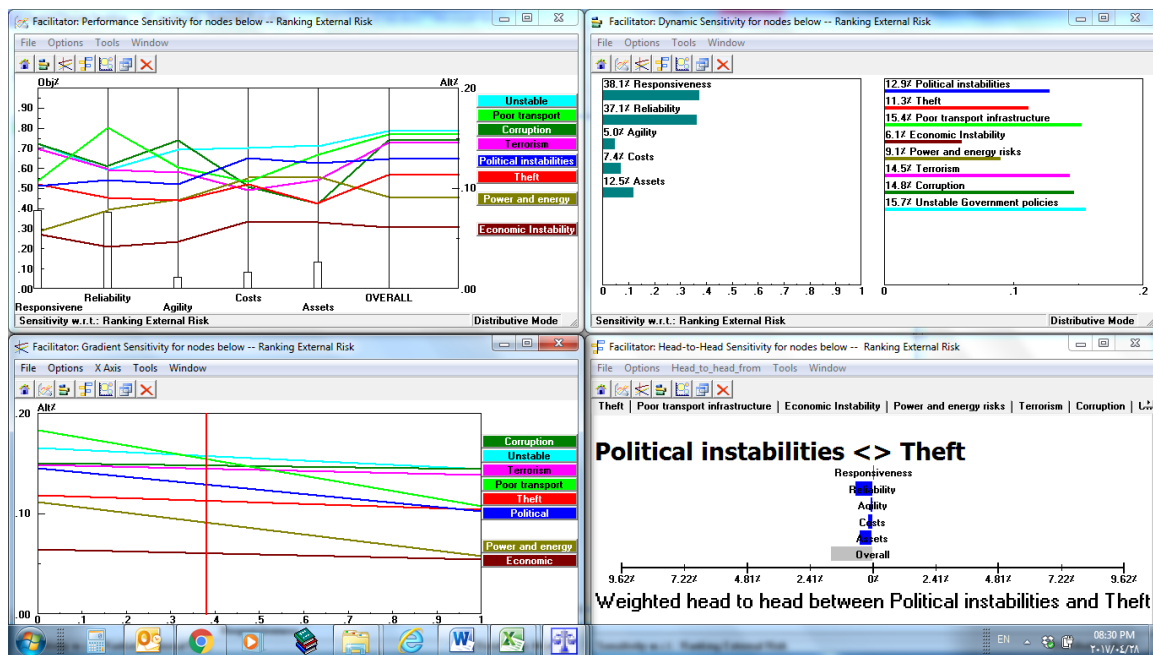 Facilitator: Performance Sensitivity for nodes below -- Ranking External Risk
File Options Tools Window
Obj% Alt%
.90
.80
.70
.60
.50
.40
.30
.20
.10
.00
.20
.10
.00
Unstable
Poor transport
Corruption
Terrorism
Political instabilities
Theft
Power and energy
Economic Instability
Responsivene Reliability Agility Costs Assets OVERALL
Sensitivity w.r.t.: Ranking External Risk Distributive Mode
Facilitator: Dynamic Sensitivity for nodes below -- Ranking External Risk
File Options Tools Window
38.1% Responsiveness
37.1% Reliability
5.0% Agility
7.4% Costs
12.5% Assets
0 .1 .2 .3 .4 .5 .6 .7 .8 .9 1
12.9% Political instabilities
11.3% Theft
15.4% Poor transport infrastructure
6.1% Economic Instability
9.1% Power and energy risks
14.5% Terrorism
14.8% Corruption
15.7% Unstable Government policies
0 .1 .2
Sensitivity w.r.t.: Ranking External Risk Distributive Mode
Facilitator: Gradient Sensitivity for nodes below -- Ranking External Risk
File Options X Axis Tools Window
Alt%
.20
.10
.00
Corruption
Unstable
Terrorism
Poor transport
Theft
Political
Power and energy
Economic
0 .1 .2 .3 .4 .5 .6 .7 .8 .9 1
Facilitator: Head-to-Head Sensitivity for nodes below -- Ranking External Risk
File Options Head_to_head_from Tools Window
Theft | Poor transport infrastructure | Economic Instability | Power and energy risks | Terrorism | Corruption |
Political instabilities <> Theft
Responsiveness
Reliability
Agility
Costs
Assets
Overall
9.62% 7.22% 4.81% 2.41% 0% 2.41% 4.81% 7.22% 9.62%
Weighted head to head between Political instabilities and Theft
EN
08:30 PM
٢٠١٧/٠٤/٢٨